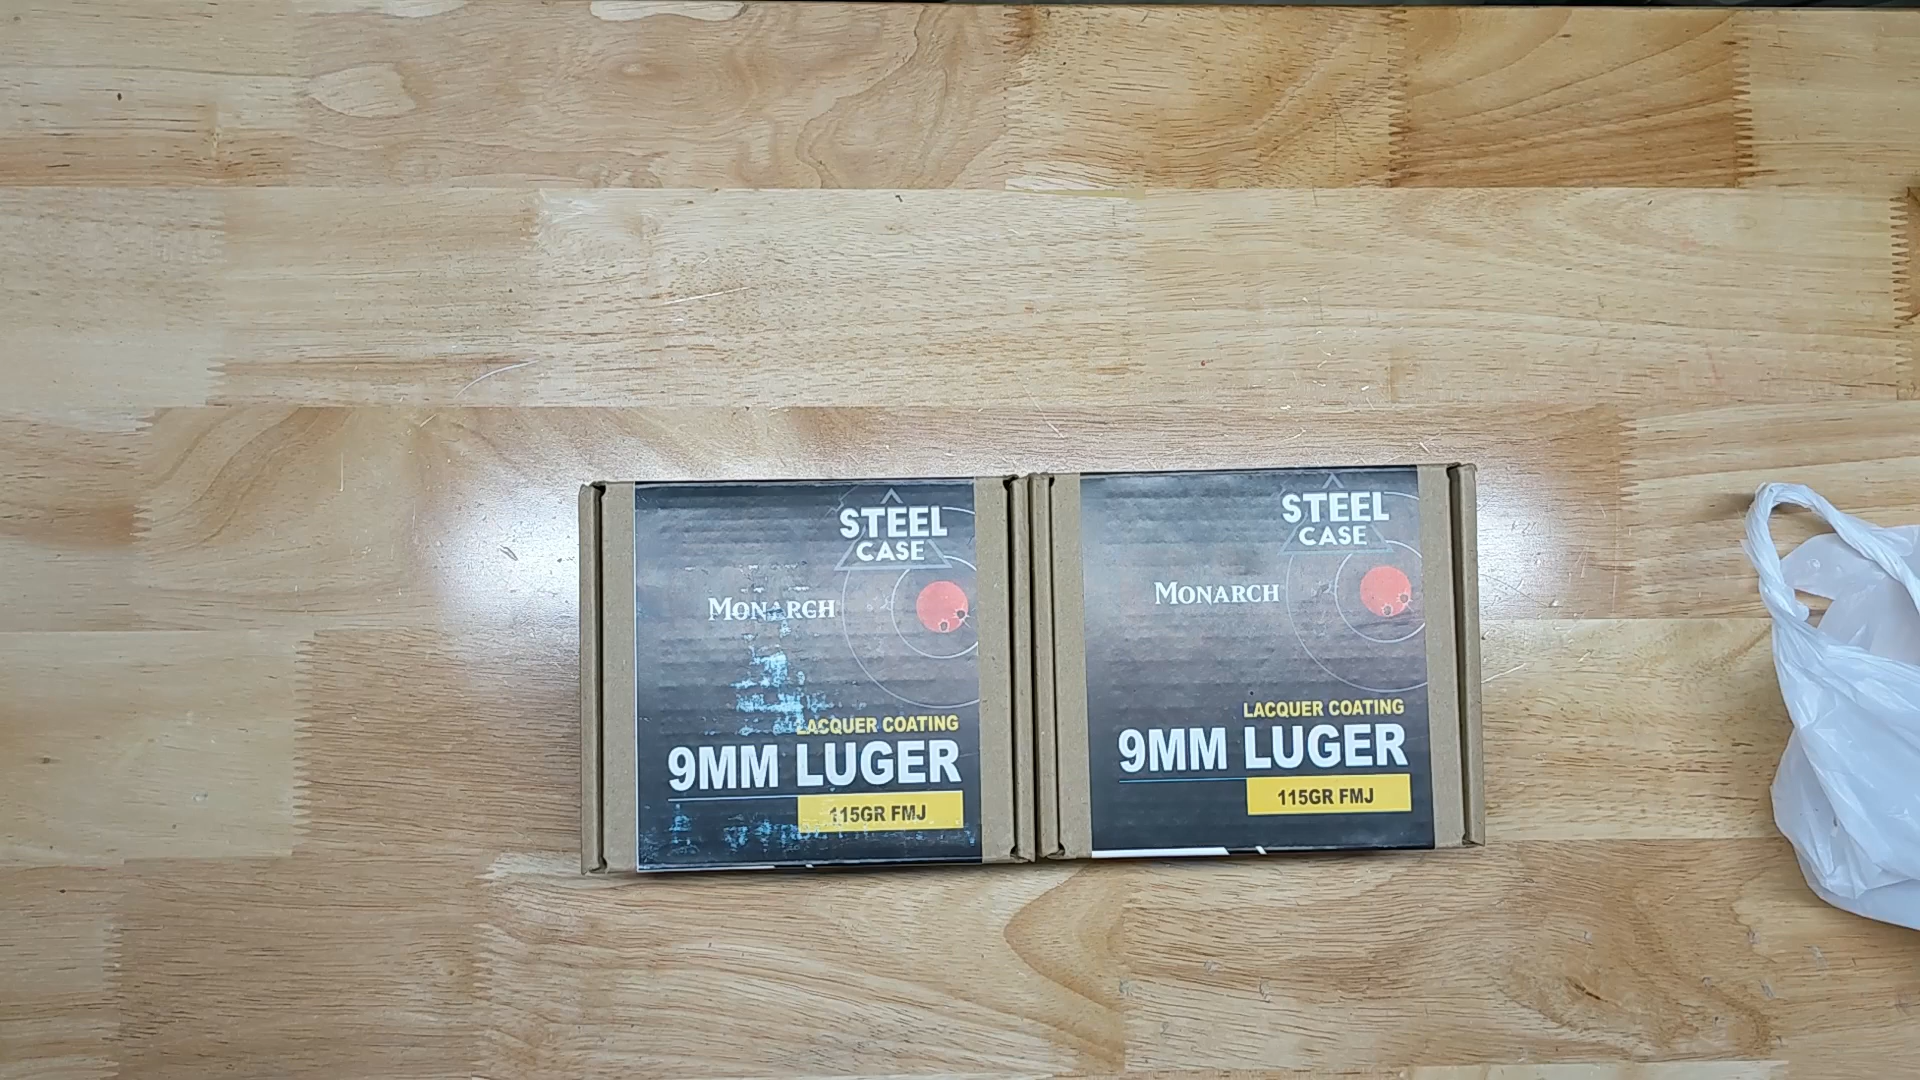 STEEL
CASE
MONARCH
LACQUER COATING
9MM LUGER
115GR FMJ
STEEL
CASE
MONARCH
LACQUER COATING
9MM LUGER
115GR FMJ